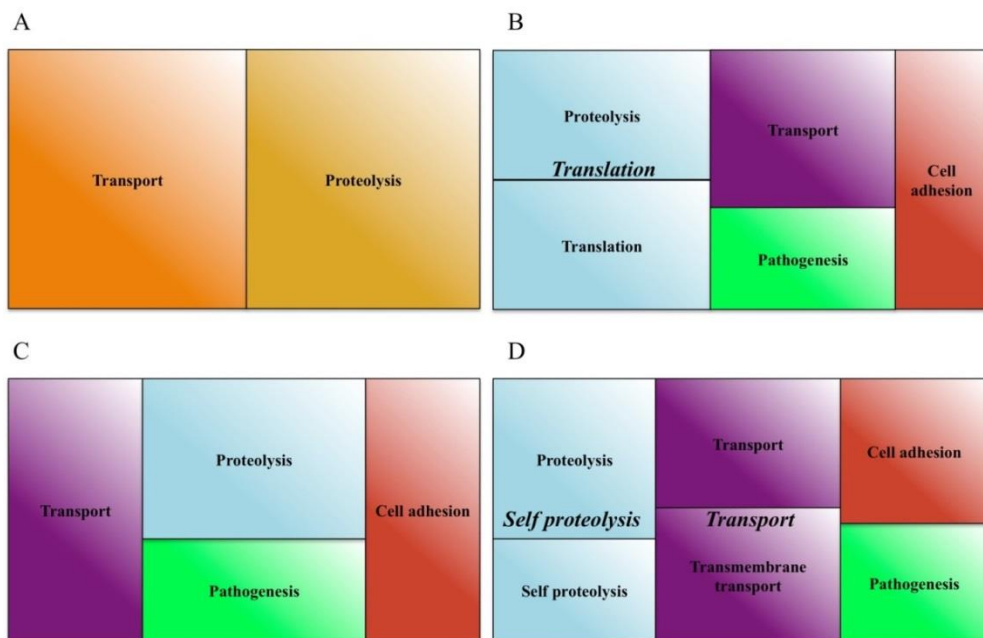 A
Transport
Proteolysis
B
Proteolysis
Translation
Translation
Transport
Pathogenesis
Cell
adhesion
C
Transport
Proteolysis
Pathogenesis
Cell adhesion
D
Proteolysis
Self proteolysis
Self proteolysis
Transport
Transport
Transmembrane
transport
Cell adhesion
Pathogenesis